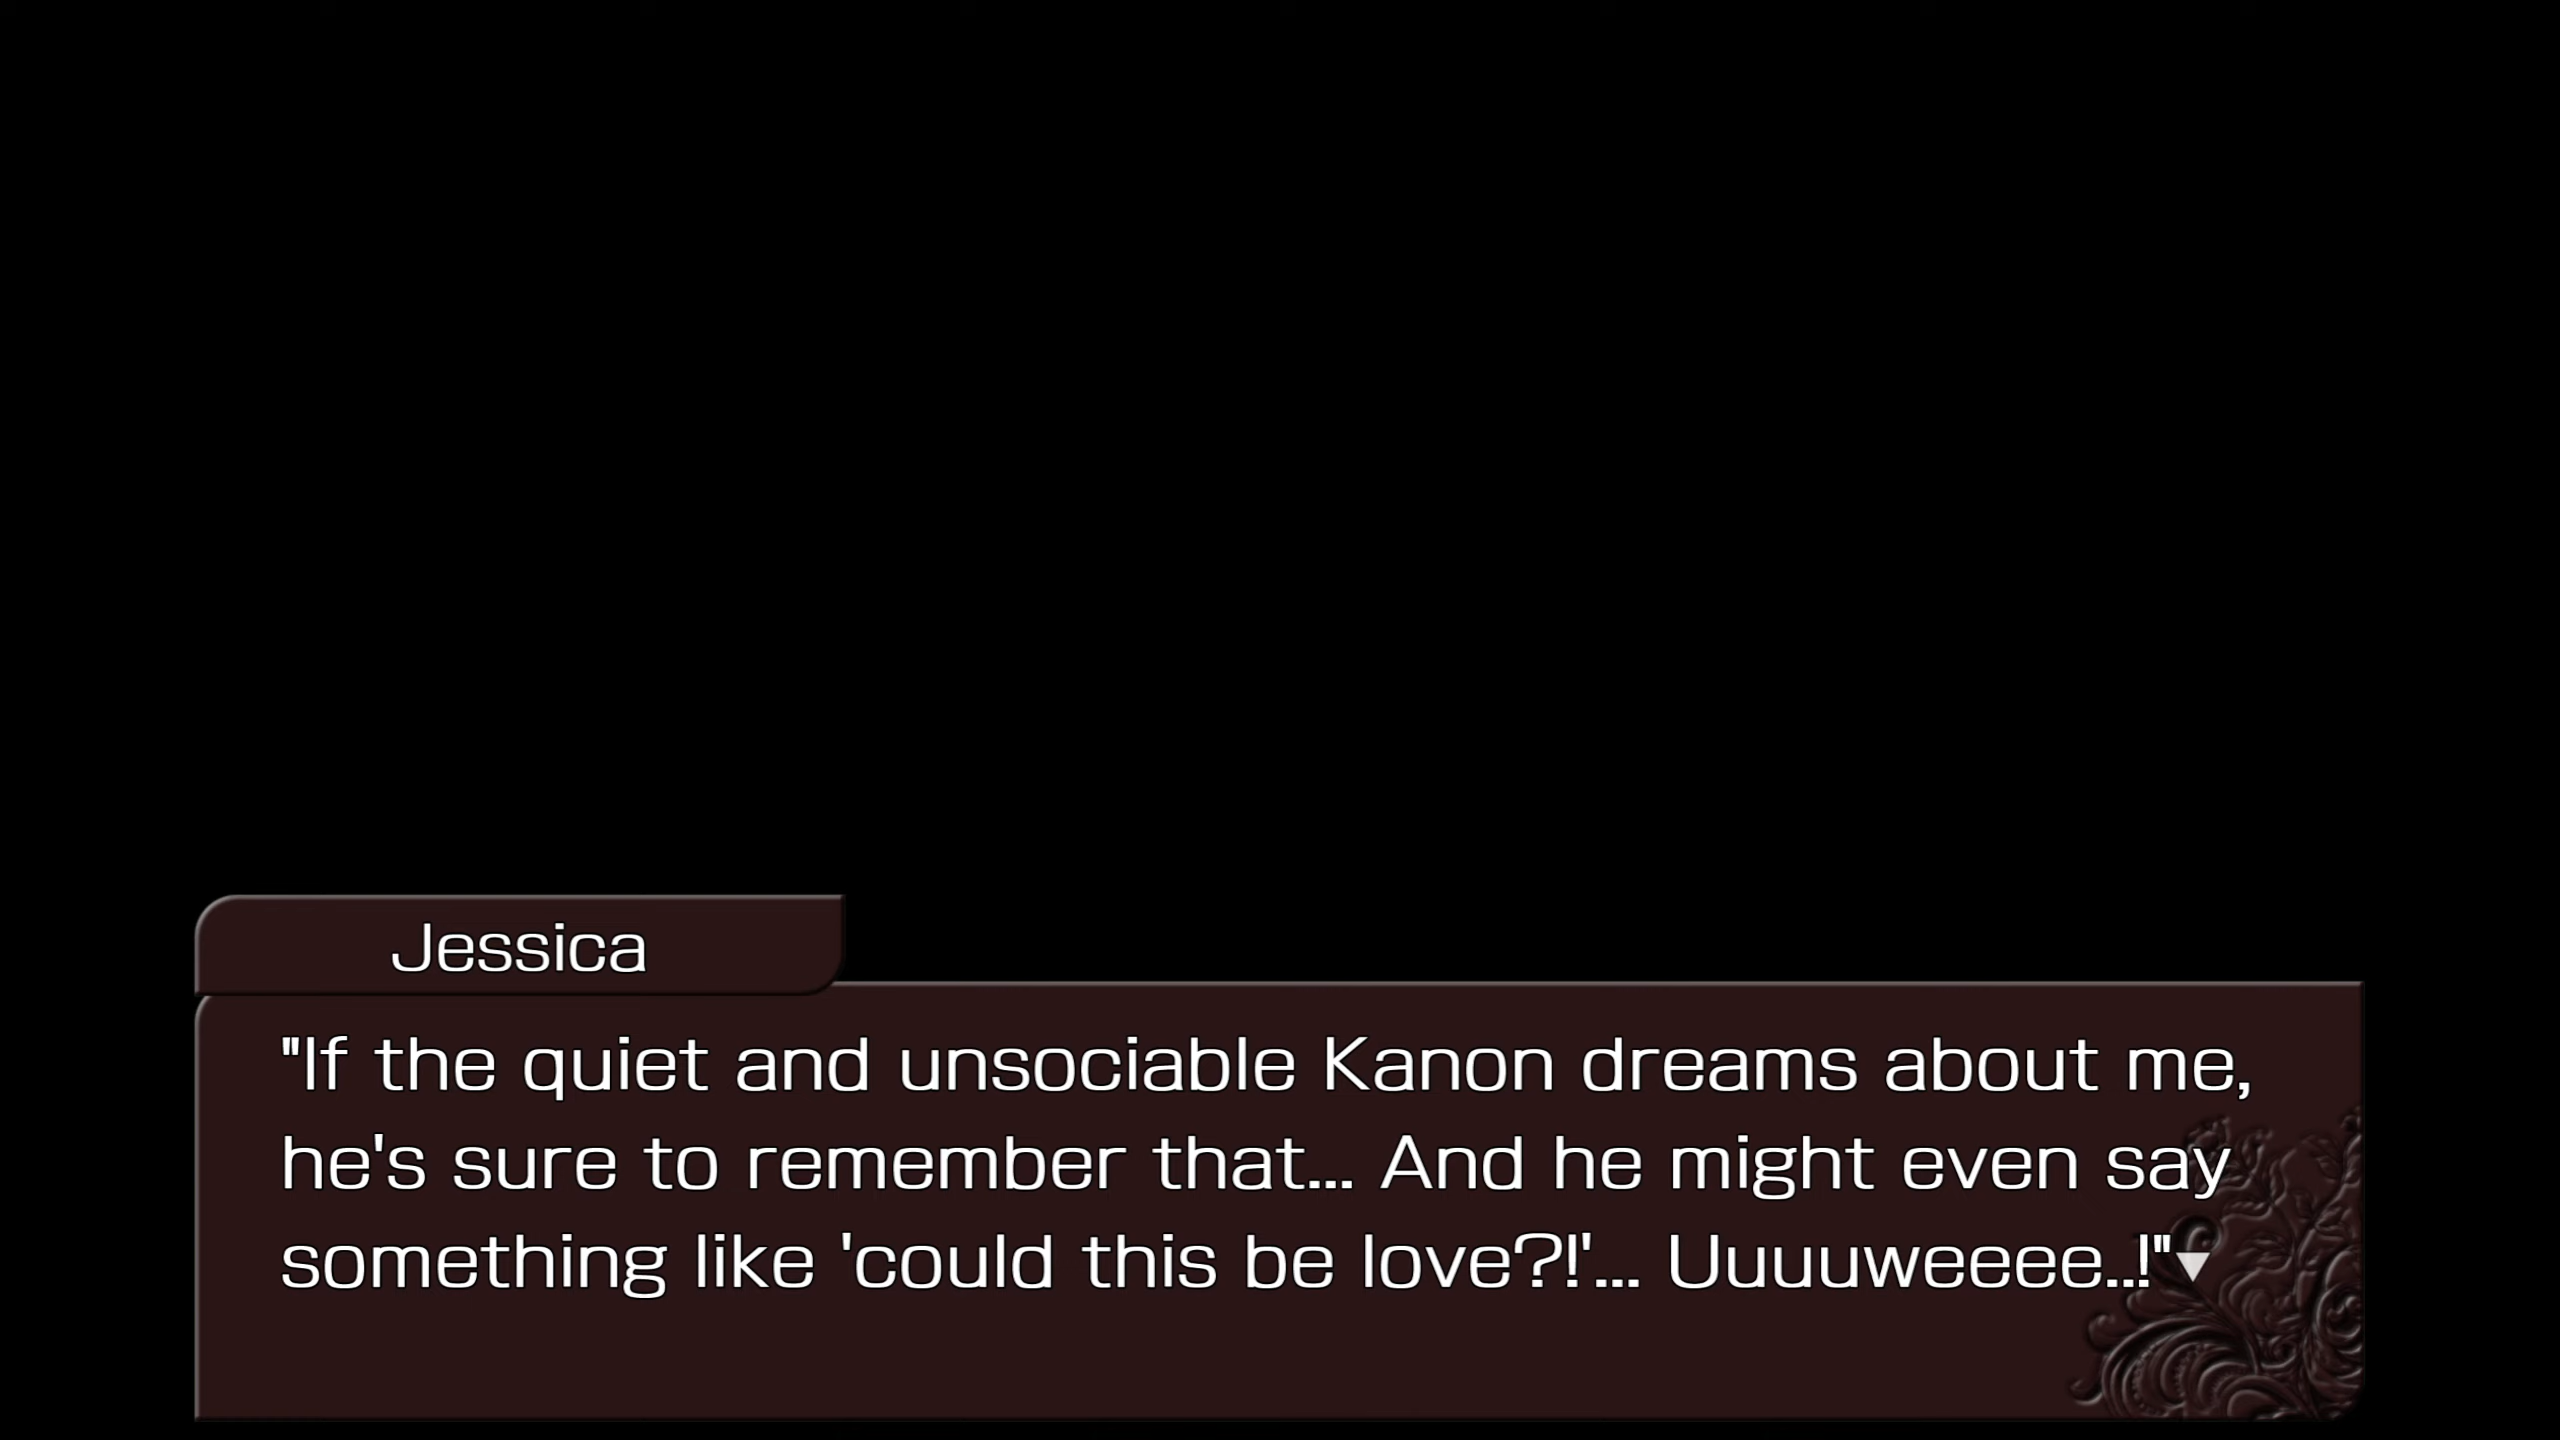 Jessica
"If the quiet and unsociable Kanon dreams about me,
he's sure to remember that... And he might even say
something like 'could this be love?!'... Uuuuweeee..!"